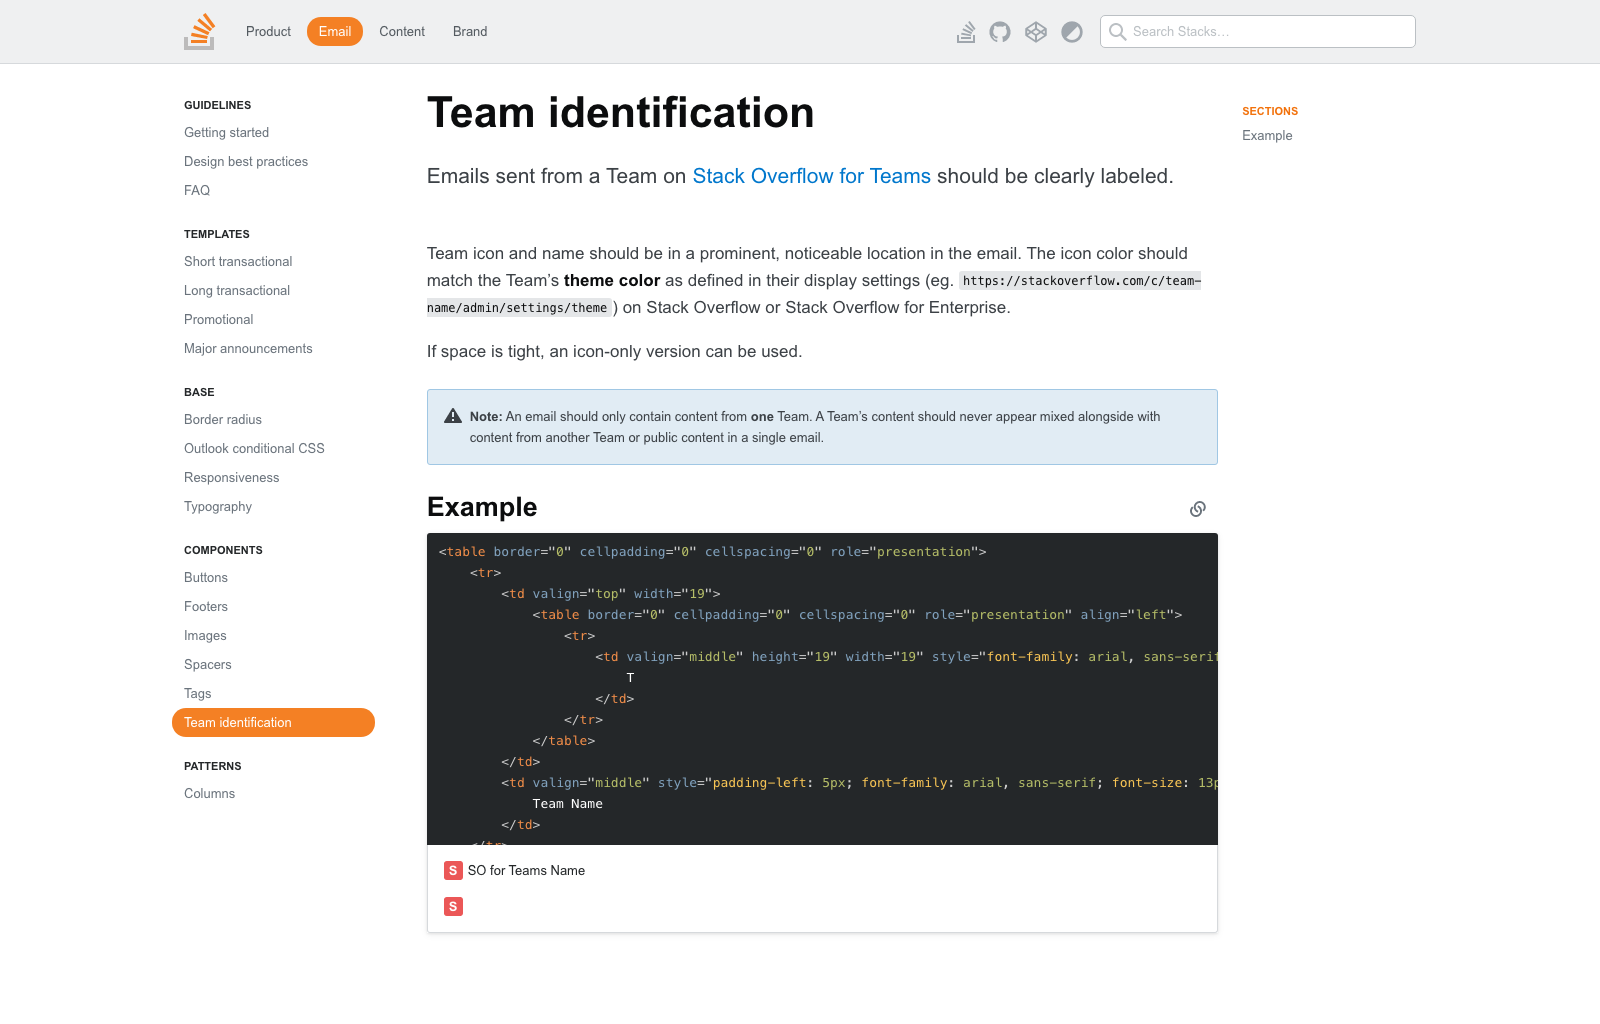 Product
Email
Content
Brand
Search Stacks…
GUIDELINES
Getting started
Design best practices
FAQ
TEMPLATES
Short transactional
Long transactional
Promotional
Major announcements
BASE
Border radius
Outlook conditional CSS
Responsiveness
Typography
COMPONENTS
Buttons
Footers
Images
Spacers
Tags
Team identification
PATTERNS
Columns
Team identification
Emails sent from a Team on Stack Overflow for Teams should be clearly labeled.
Team icon and name should be in a prominent, noticeable location in the email. The icon color should
match the Team’s theme color as defined in their display settings (eg. https://stackoverflow.com/c/team-
name/admin/settings/theme) on Stack Overflow or Stack Overflow for Enterprise.
If space is tight, an icon-only version can be used.
Note: An email should only contain content from one Team. A Team’s content should never appear mixed alongside with
content from another Team or public content in a single email.
Example
<table border="0" cellpadding="0" cellspacing="0" role="presentation">
<tr>
<td valign="top" width="19">
<table border="0" cellpadding="0" cellspacing="0" role="presentation" align="left">
<tr>
<td valign="middle" height="19" width="19" style="font-family: arial, sans-serif
T
</td>
</tr>
</table>
</td>
<td valign="middle" style="padding-left: 5px; font-family: arial, sans-serif; font-size: 13p
Team Name
</td>
</tr>
S SO for Teams Name
S
SECTIONS
Example